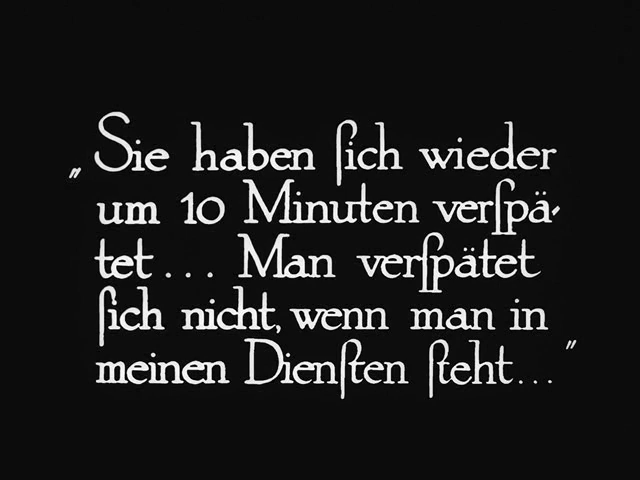 „Sie haben ſich wieder
um 10 Minuten verſpä-
tet... Man verſpätet
ſich nicht, wenn man in
meinen Dienſten ſteht..."